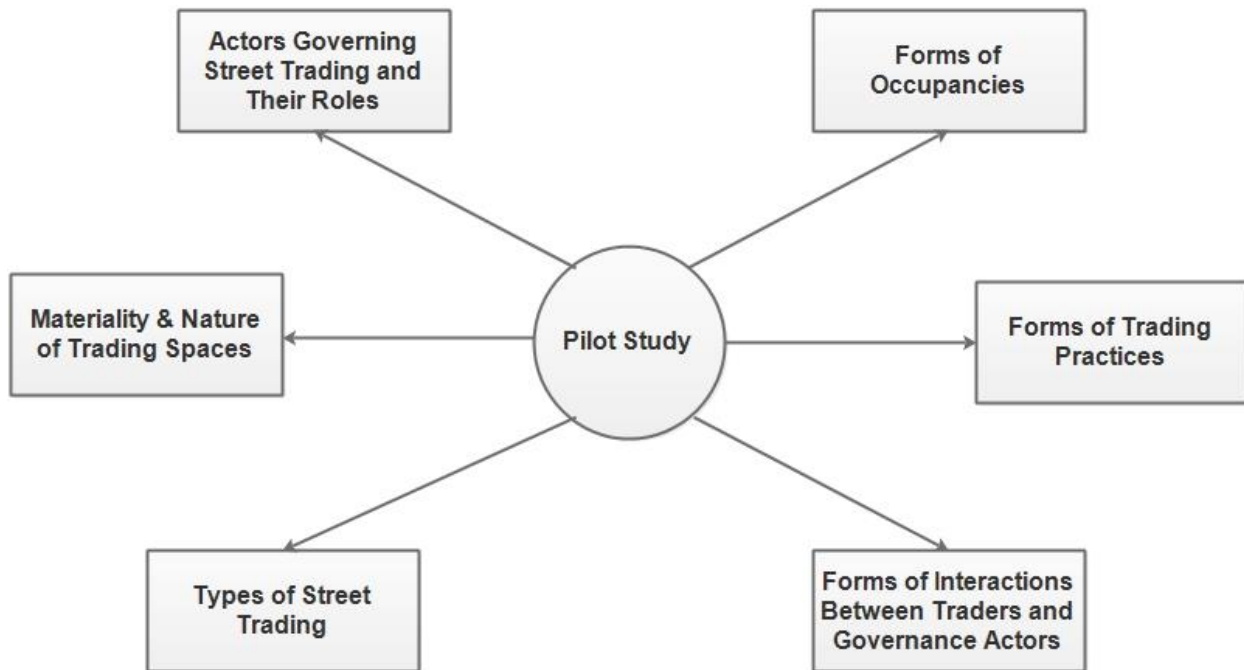 Actors Governing
Street Trading and
Their Roles
Forms of
Occupancies
Materiality & Nature
of Trading Spaces
Pilot Study
Forms of Trading
Practices
Types of Street
Trading
Forms of Interactions
Between Traders and
Governance Actors